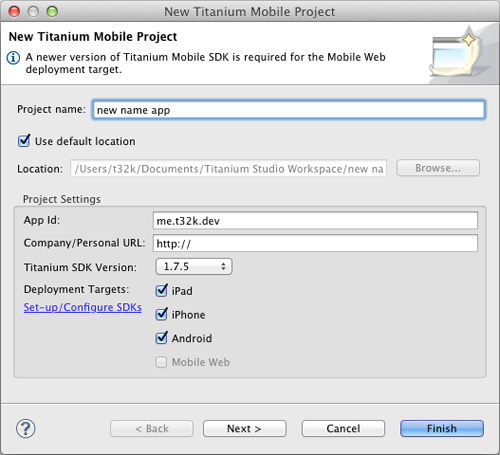 New Titanium Mobile Project
New Titanium Mobile Project
A newer version of Titanium Mobile SDK is required for the Mobile Web
deployment target.
Project name: new name app
Use default location
Location: /Users/t32k/Documents/Titanium Studio Workspace/new na Browse...
Project Settings
App Id: me.t32k.dev
Company/Personal URL: http://
Titanium SDK Version: 1.7.5
Deployment Targets: iPad
Set-up/Configure SDKs
iPhone
Android
Mobile Web
? < Back Next > Cancel Finish